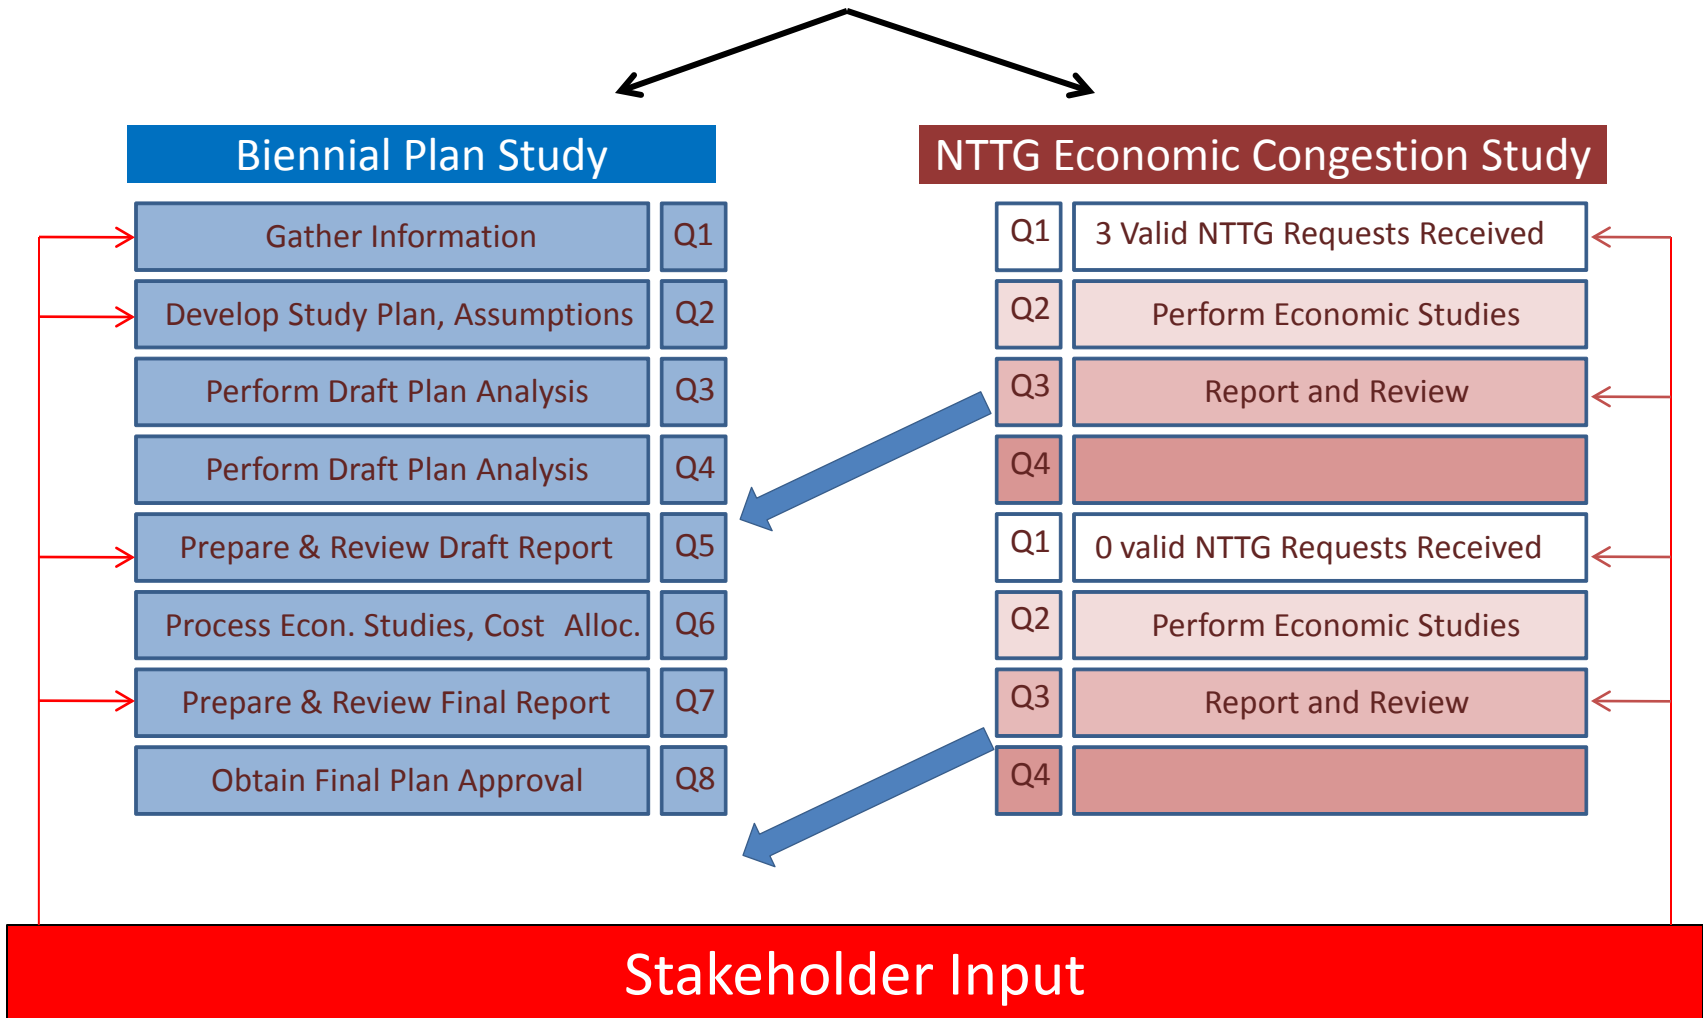 Biennial Plan Study
Gather Information Q1
Develop Study Plan, Assumptions Q2
Perform Draft Plan Analysis Q3
Perform Draft Plan Analysis Q4
Prepare & Review Draft Report Q5
Process Econ. Studies, Cost Alloc. Q6
Prepare & Review Final Report Q7
Obtain Final Plan Approval Q8
NTTG Economic Congestion Study
Q1 3 Valid NTTG Requests Received
Q2 Perform Economic Studies
Q3 Report and Review
Q4
Q1 0 valid NTTG Requests Received
Q2 Perform Economic Studies
Q3 Report and Review
Q4
Stakeholder Input